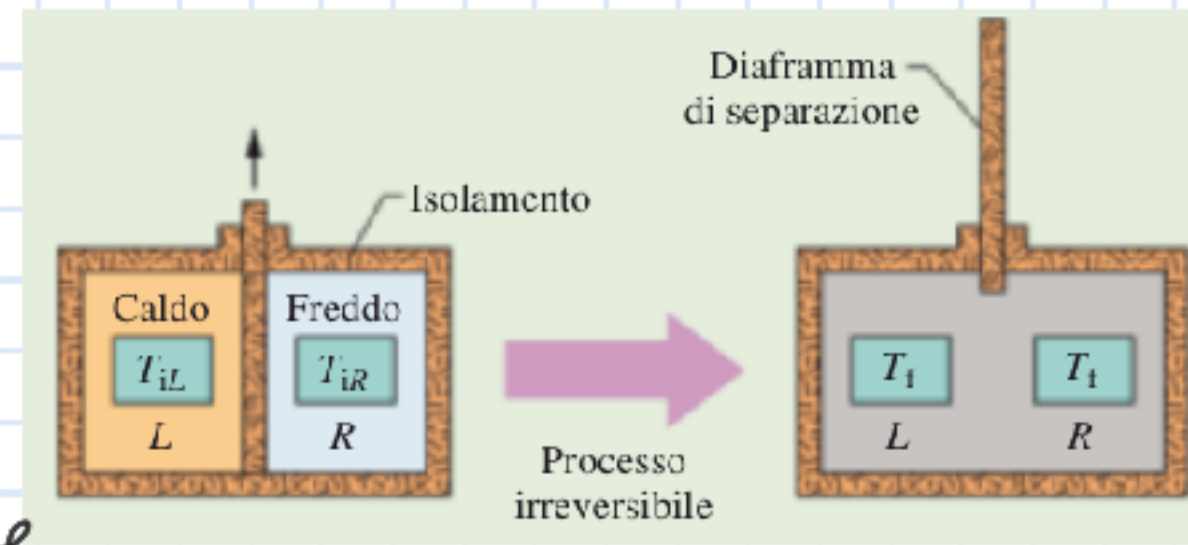 Diaframma
di separazione
Isolamento
Caldo
Freddo
TiL
TiR
L
R
Processo
irreversibile
Tf
Tf
L
R